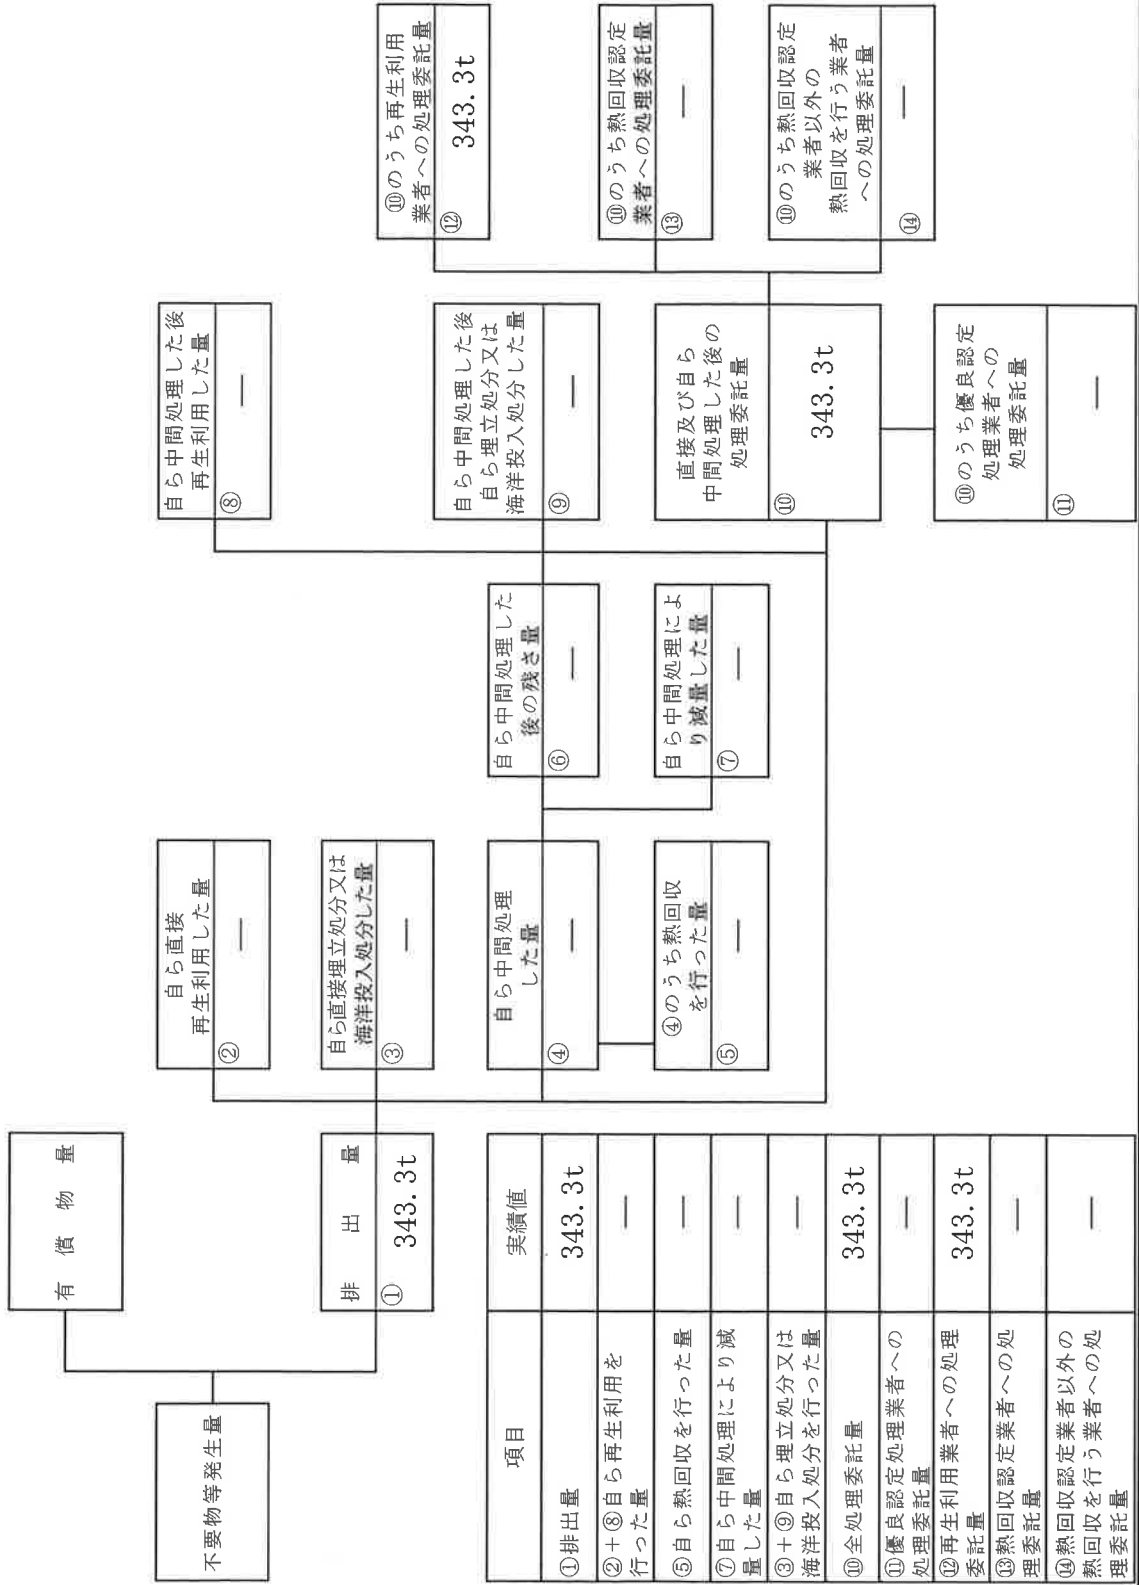 不要物等発生量
有償物量
排出量
① 343.3t
自ら直接
再生利用した量
② ―
自ら直接埋立処分又は
海洋投入処分した量
③ ―
自ら中間処理
した量
④ ―
④のうち熱回収
を行った量
⑤ ―
自ら中間処理した
後の残さ量
⑥ ―
自ら中間処理によ
り減量した量
⑦ ―
自ら中間処理した後
再生利用した量
⑧ ―
自ら中間処理した後
自ら埋立処分又は
海洋投入処分した量
⑨ ―
直接及び自ら
中間処理した後の
処理委託量
⑩ 343.3t
⑩のうち優良認定
処理業者への
処理委託量
⑪ ―
⑩のうち再生利用
業者への処理委託量
⑫ 343.3t
⑩のうち熱回収認定
業者への処理委託量
⑬ ―
⑩のうち熱回収認定
業者以外の
熱回収を行う業者
への処理委託量
⑭ ―
項目 実績値
①排出量 343.3t
②+⑧自ら再生利用を
行った量 ―
⑤自ら熱回収を行った量 ―
⑦自ら中間処理により減
量した量 ―
③+⑨自ら埋立処分又は
海洋投入処分を行った量 ―
⑩全処理委託量 343.3t
⑪優良認定処理業者への
処理委託量 ―
⑫再生利用業者への処理
委託量 343.3t
⑬熱回収認定業者への処
理委託量 ―
⑭熱回収認定業者以外の
熱回収を行う業者への処
理委託量 ―